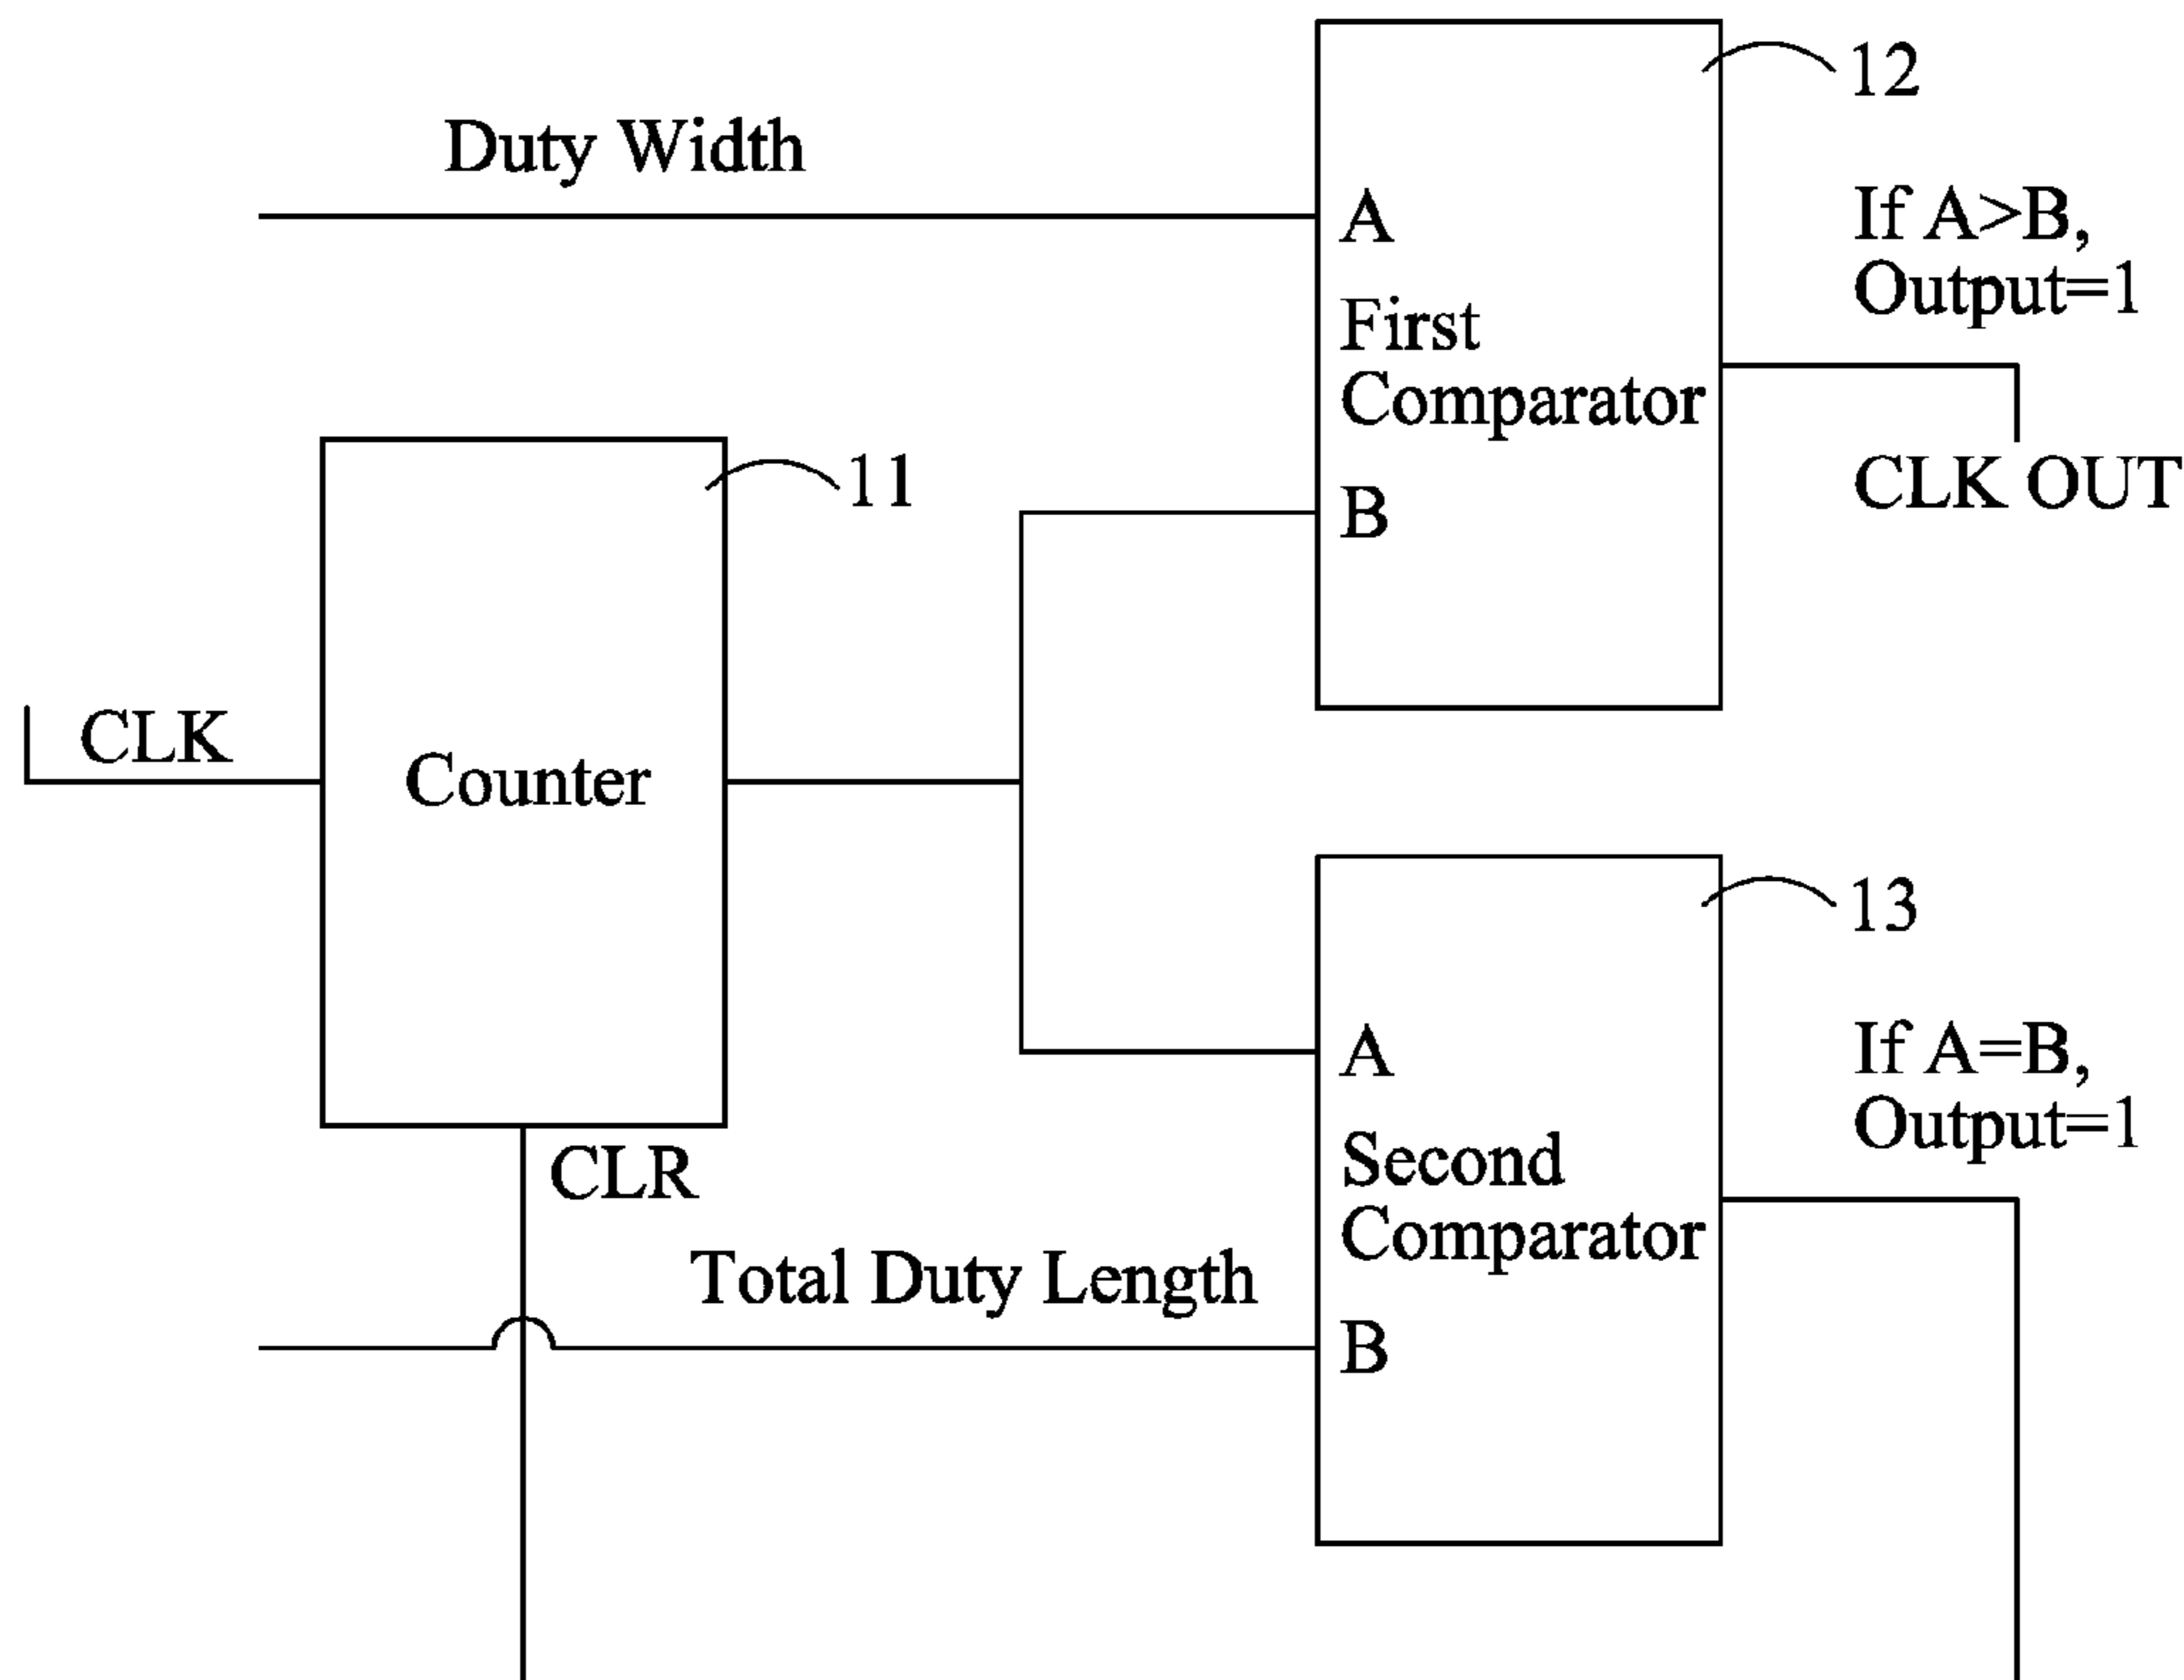 12
Duty Width
A
If A>B,
Output=1
First
Comparator
11
B
CLK OUT
CLK
Counter
13
A
If A=B,
Output=1
CLR
Second
Comparator
Total Duty Length
B